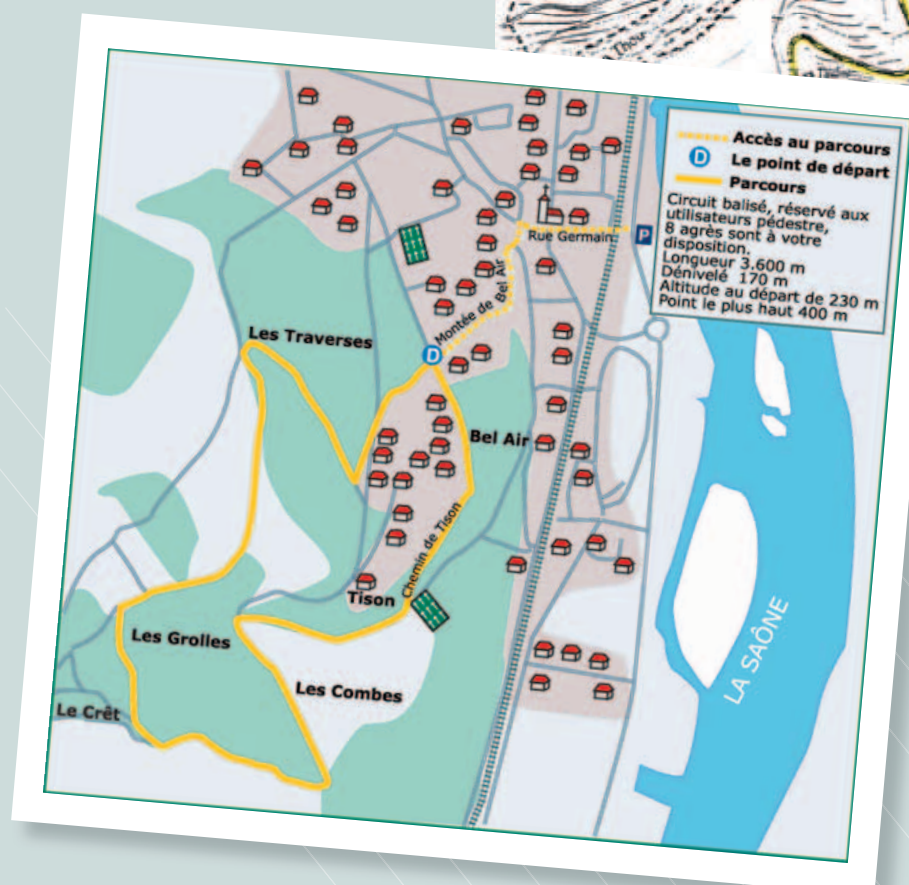 Thou
Accès au parcours
D Le point de départ
Parcours
Circuit balisé, réservé aux
utilisateurs pédestre,
8 agrès sont à votre
disposition.
Longueur 3.600 m
Dénivelé 170 m
Altitude au départ de 230 m
Point le plus haut 400 m
P
Rue Germain
Montée de Bel Air
D
Les Traverses
Bel Air
Chemin de Tison
Tison
Les Grolles
Les Combes
Le Crêt
LA SAÔNE